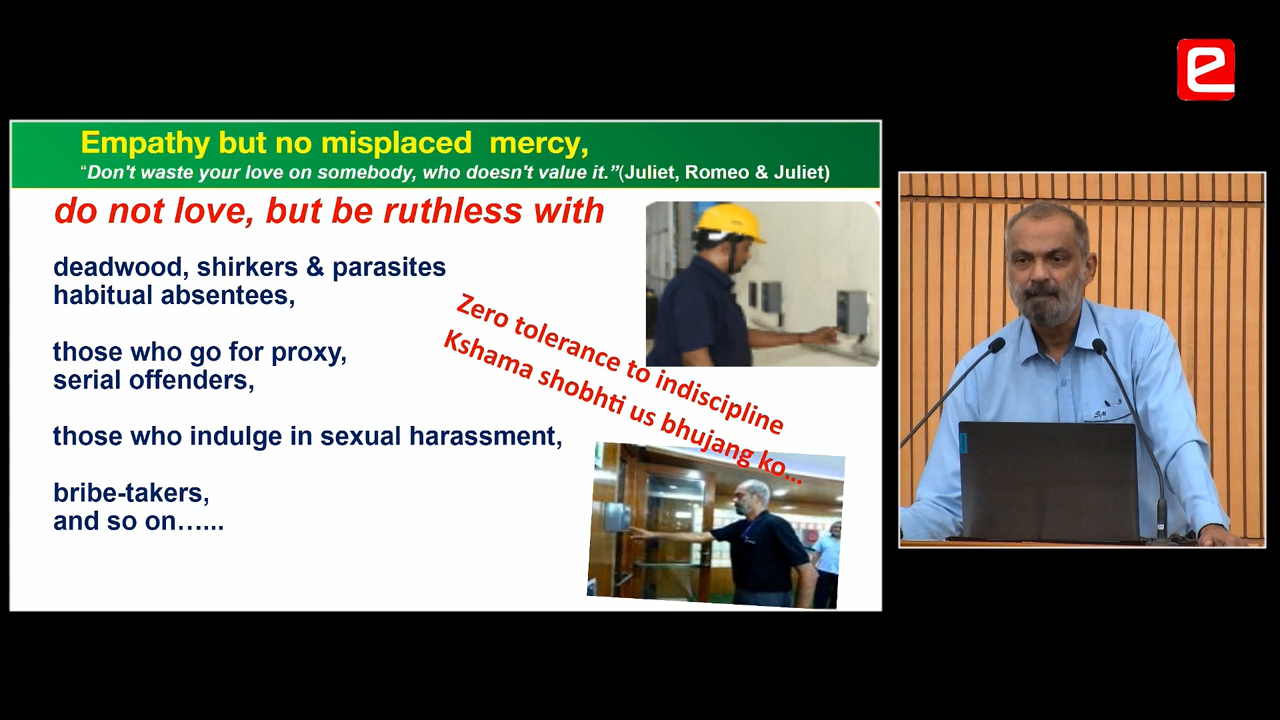 Empathy but no misplaced mercy,
“Don't waste your love on somebody, who doesn't value it.”(Juliet, Romeo & Juliet)
do not love, but be ruthless with
deadwood, shirkers & parasites
habitual absentees,
those who go for proxy,
serial offenders,
those who indulge in sexual harassment,
bribe-takers,
and so on…...
Zero tolerance to indiscipline
Kshama shobhti us bhujang ko...
e